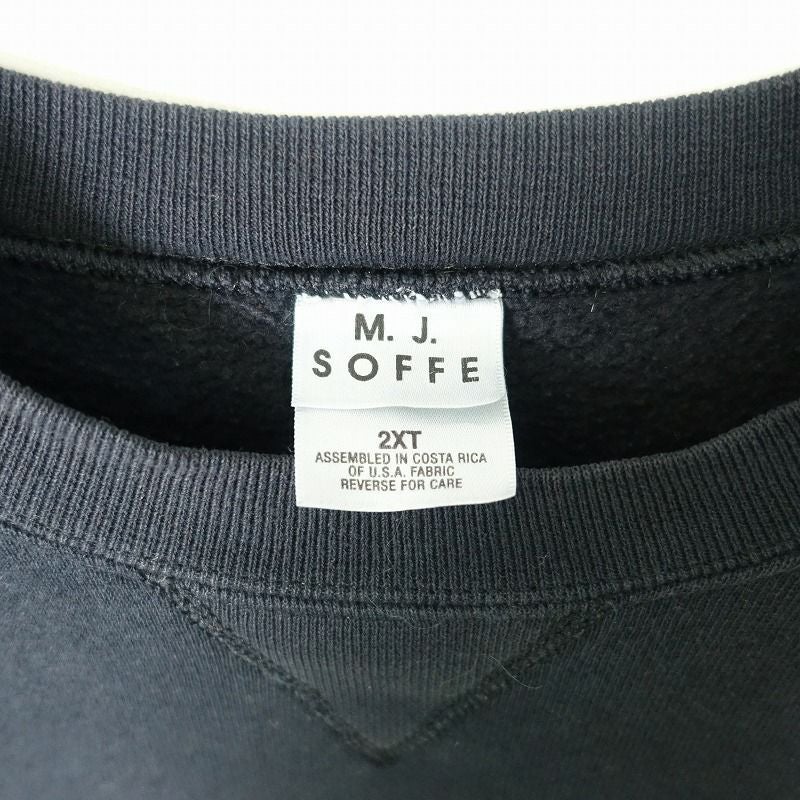 M. J.
SOFFE
2XT
ASSEMBLED IN COSTA RICA
OF U.S.A. FABRIC
REVERSE FOR CARE